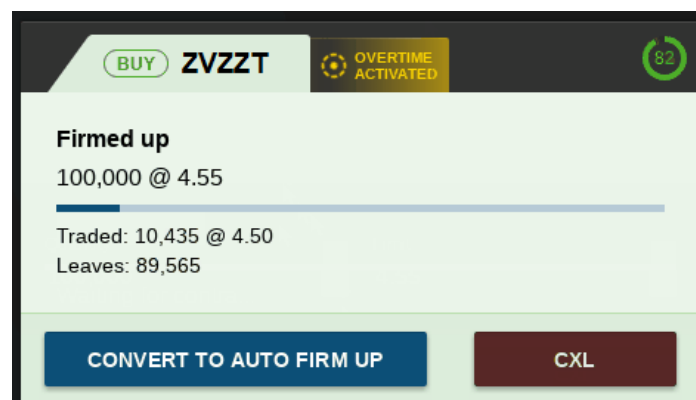 BUY ZVZZT
OVERTIME
ACTIVATED
82
Firmed up
100,000 @ 4.55
Traded: 10,435 @ 4.50
Leaves: 89,565
CONVERT TO AUTO FIRM UP
CXL